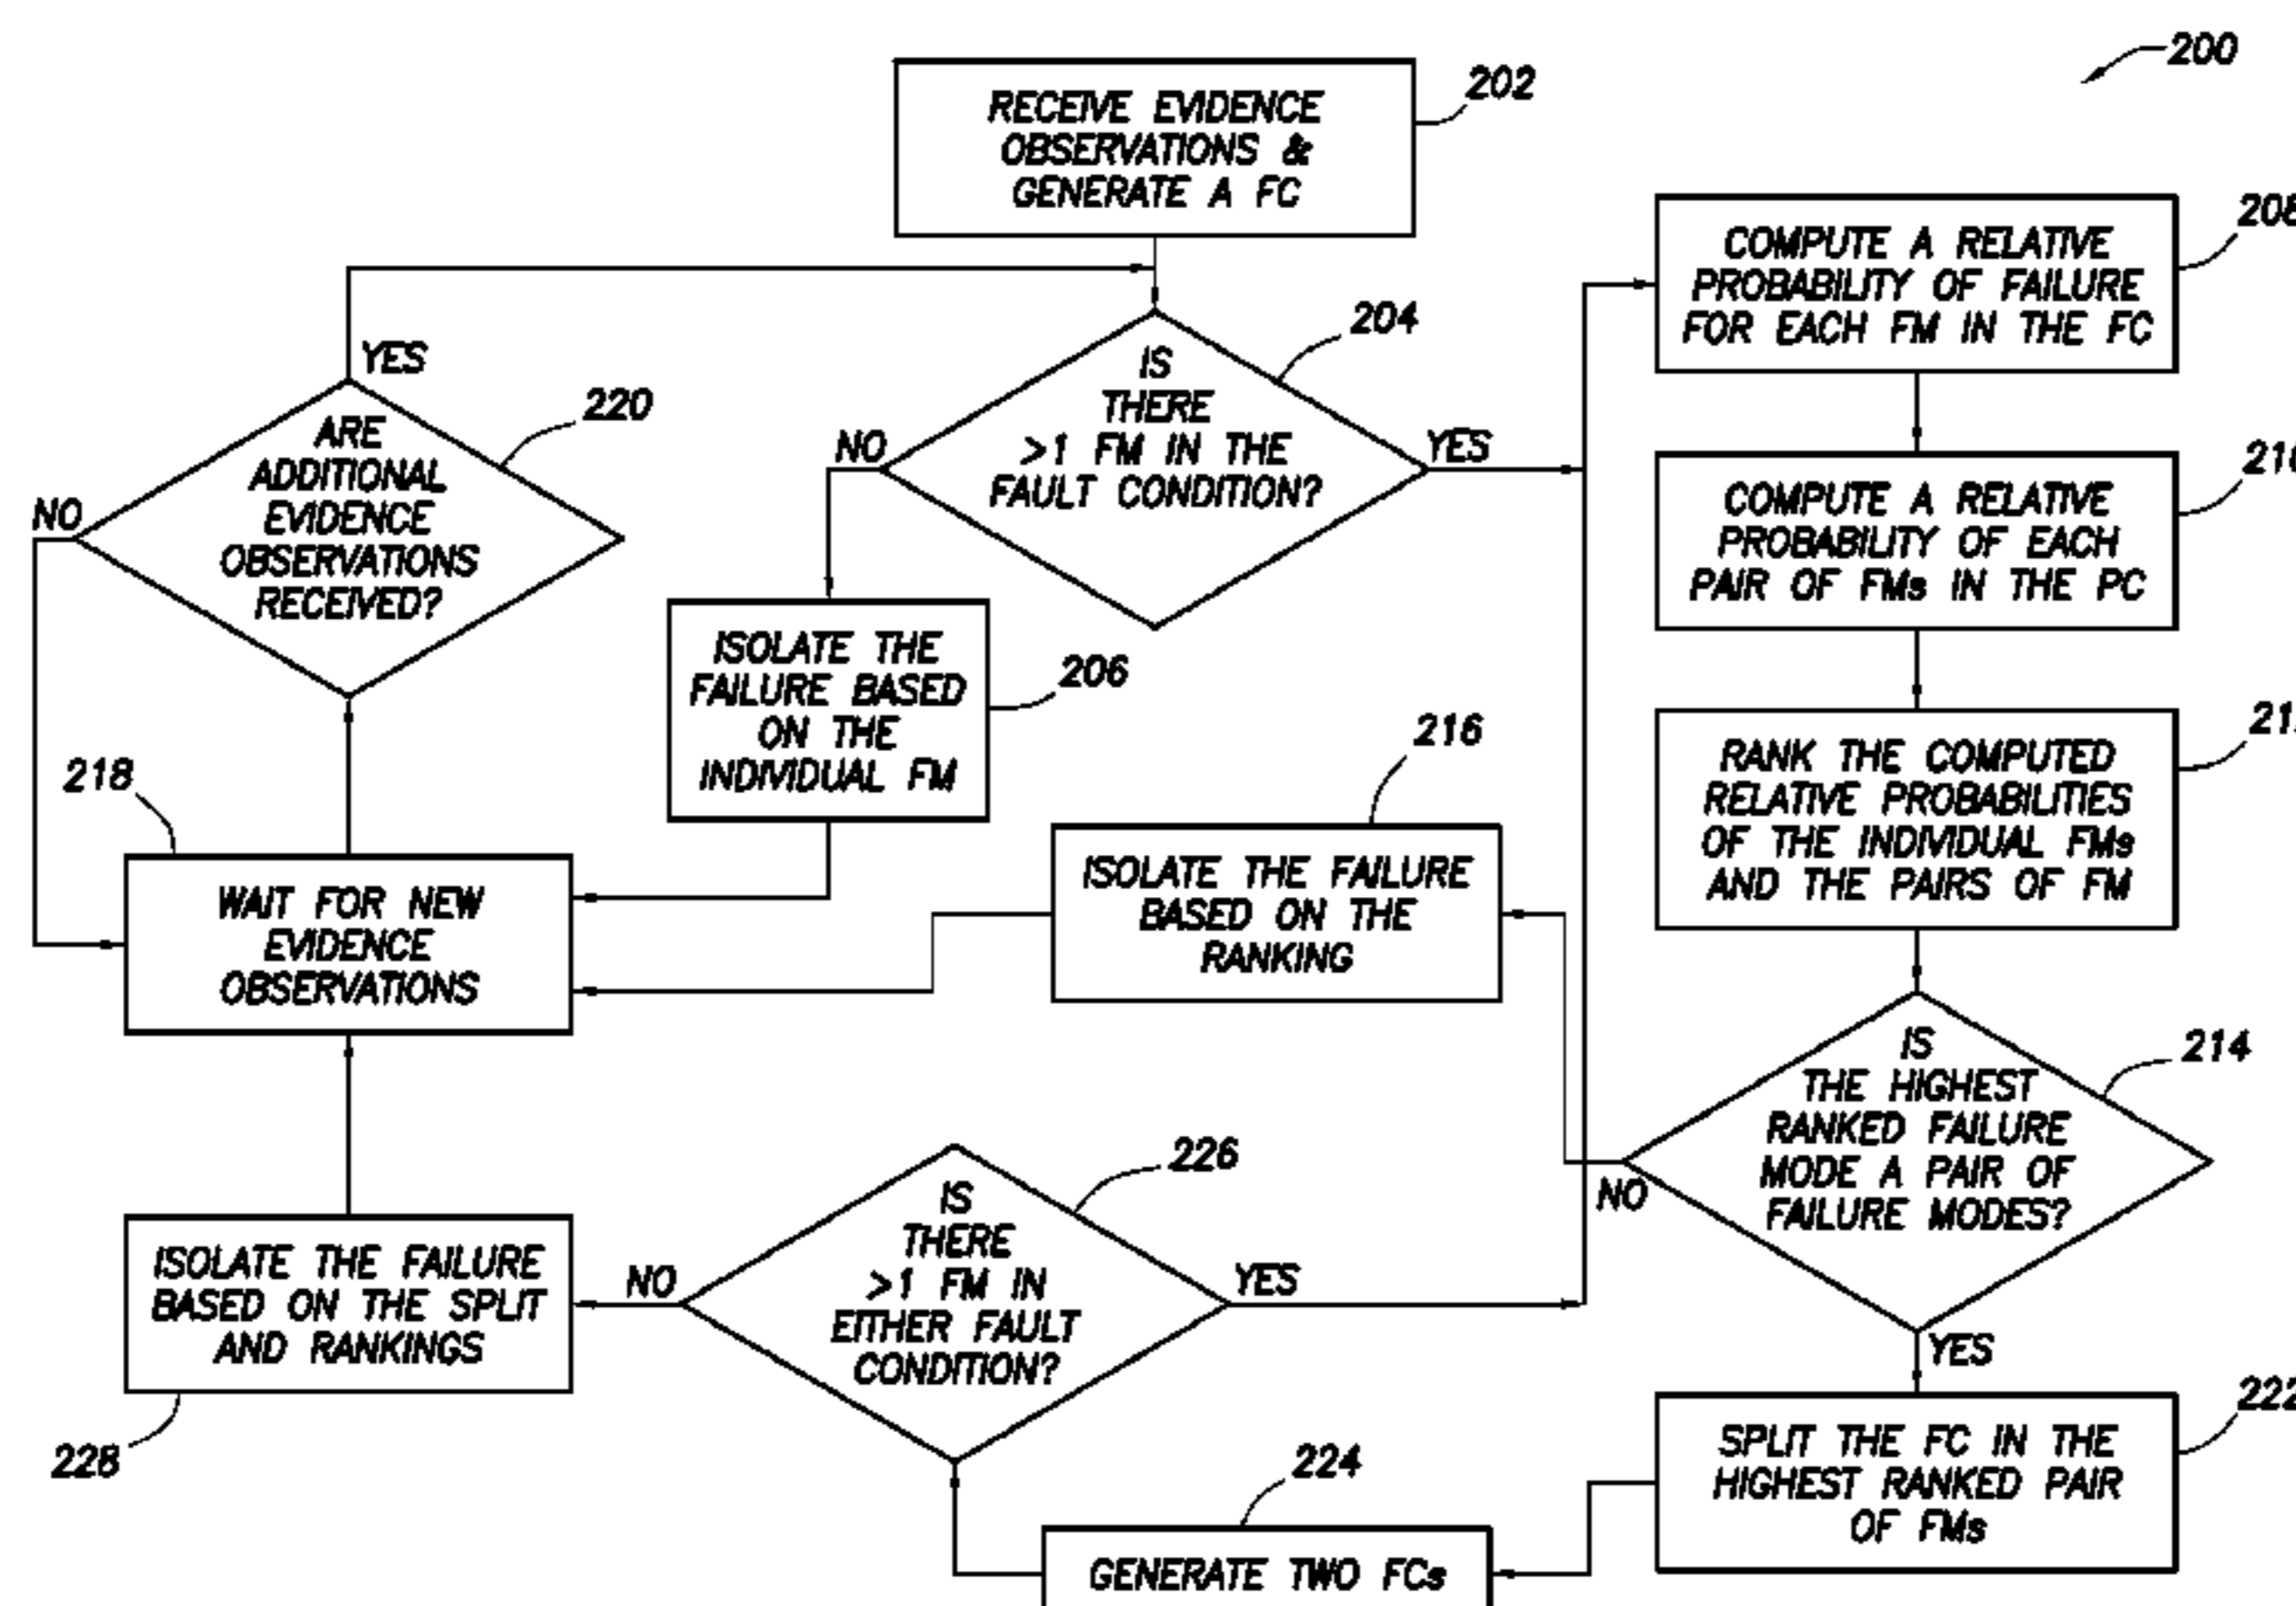 200
202
RECEIVE EVIDENCE
OBSERVATIONS &
GENERATE A FC
208
COMPUTE A RELATIVE
PROBABILITY OF FAILURE
FOR EACH FM IN THE FC
204
IS
THERE
>1 FM IN THE
FAULT CONDITION?
NO
YES
YES
220
ARE
ADDITIONAL
EVIDENCE
OBSERVATIONS
RECEIVED?
NO
210
COMPUTE A RELATIVE
PROBABILITY OF EACH
PAIR OF FMs IN THE PC
206
ISOLATE THE
FAILURE BASED
ON THE
INDIVIDUAL FM
RANK THE COMPUTED
RELATIVE PROBABILITIES
OF THE INDIVIDUAL FMs
AND THE PAIRS OF FM
216
ISOLATE THE FAILURE
BASED ON THE
RANKING
218
WAIT FOR NEW
EVIDENCE
OBSERVATIONS
214
IS
THE HIGHEST
RANKED FAILURE
MODE A PAIR OF
FAILURE MODES?
NO
YES
226
IS
THERE
>1 FM IN
EITHER FAULT
CONDITION?
NO
YES
ISOLATE THE FAILURE
BASED ON THE SPLIT
AND RANKINGS
228
222
SPLIT THE FC IN THE
HIGHEST RANKED PAIR
OF FMs
224
GENERATE TWO FCs